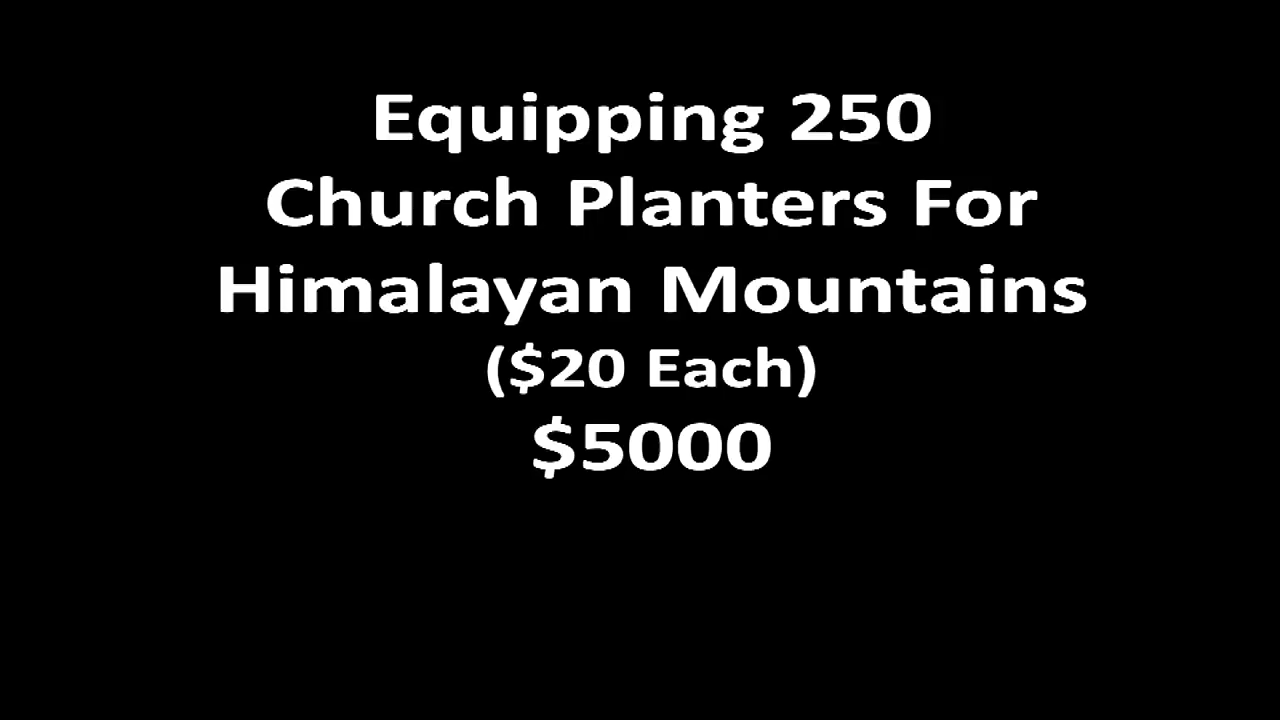 Equipping 250
Church Planters For
Himalayan Mountains
($20 Each)
$5000